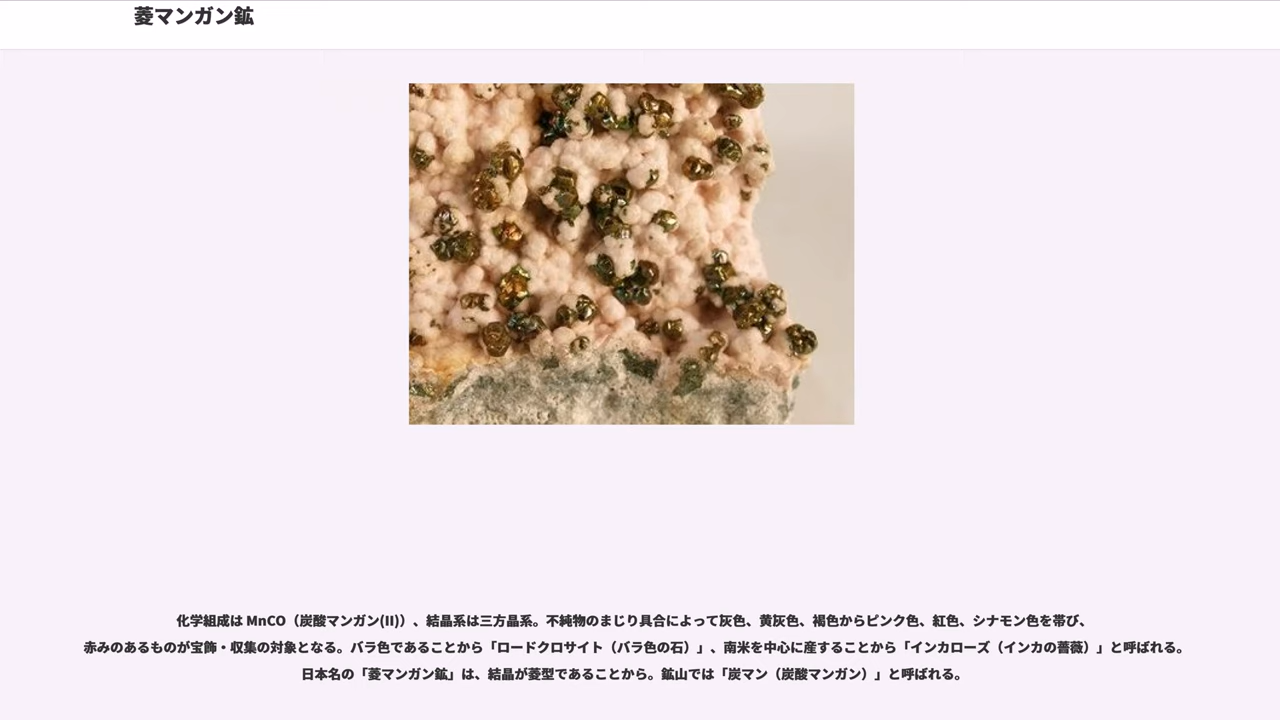 菱マンガン鉱
化学組成は MnCO（炭酸マンガン(II)）、結晶系は三方晶系。不純物のまじり具合によって灰色、黄灰色、褐色からピンク色、紅色、シナモン色を帯び、
赤みのあるものが宝飾・収集の対象となる。バラ色であることから「ロードクロサイト（バラ色の石）」、南米を中心に産することから「インカローズ（インカの薔薇）」と呼ばれる。
日本名の「菱マンガン鉱」は、結晶が菱型であることから。鉱山では「炭マン（炭酸マンガン）」と呼ばれる。